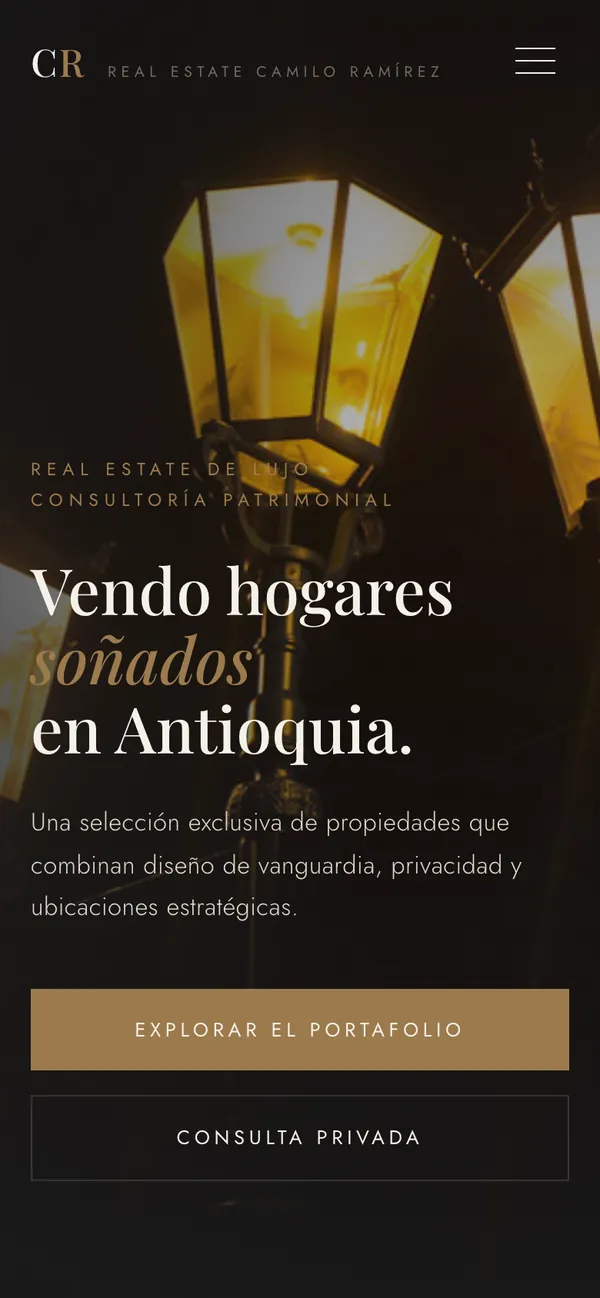 CR REAL ESTATE CAMILO RAMÍREZ
REAL ESTATE DE LUJO
CONSULTORÍA PATRIMONIAL
Vendo hogares
soñados
en Antioquia.
Una selección exclusiva de propiedades que
combinan diseño de vanguardia, privacidad y
ubicaciones estratégicas.
EXPLORAR EL PORTAFOLIO
CONSULTA PRIVADA